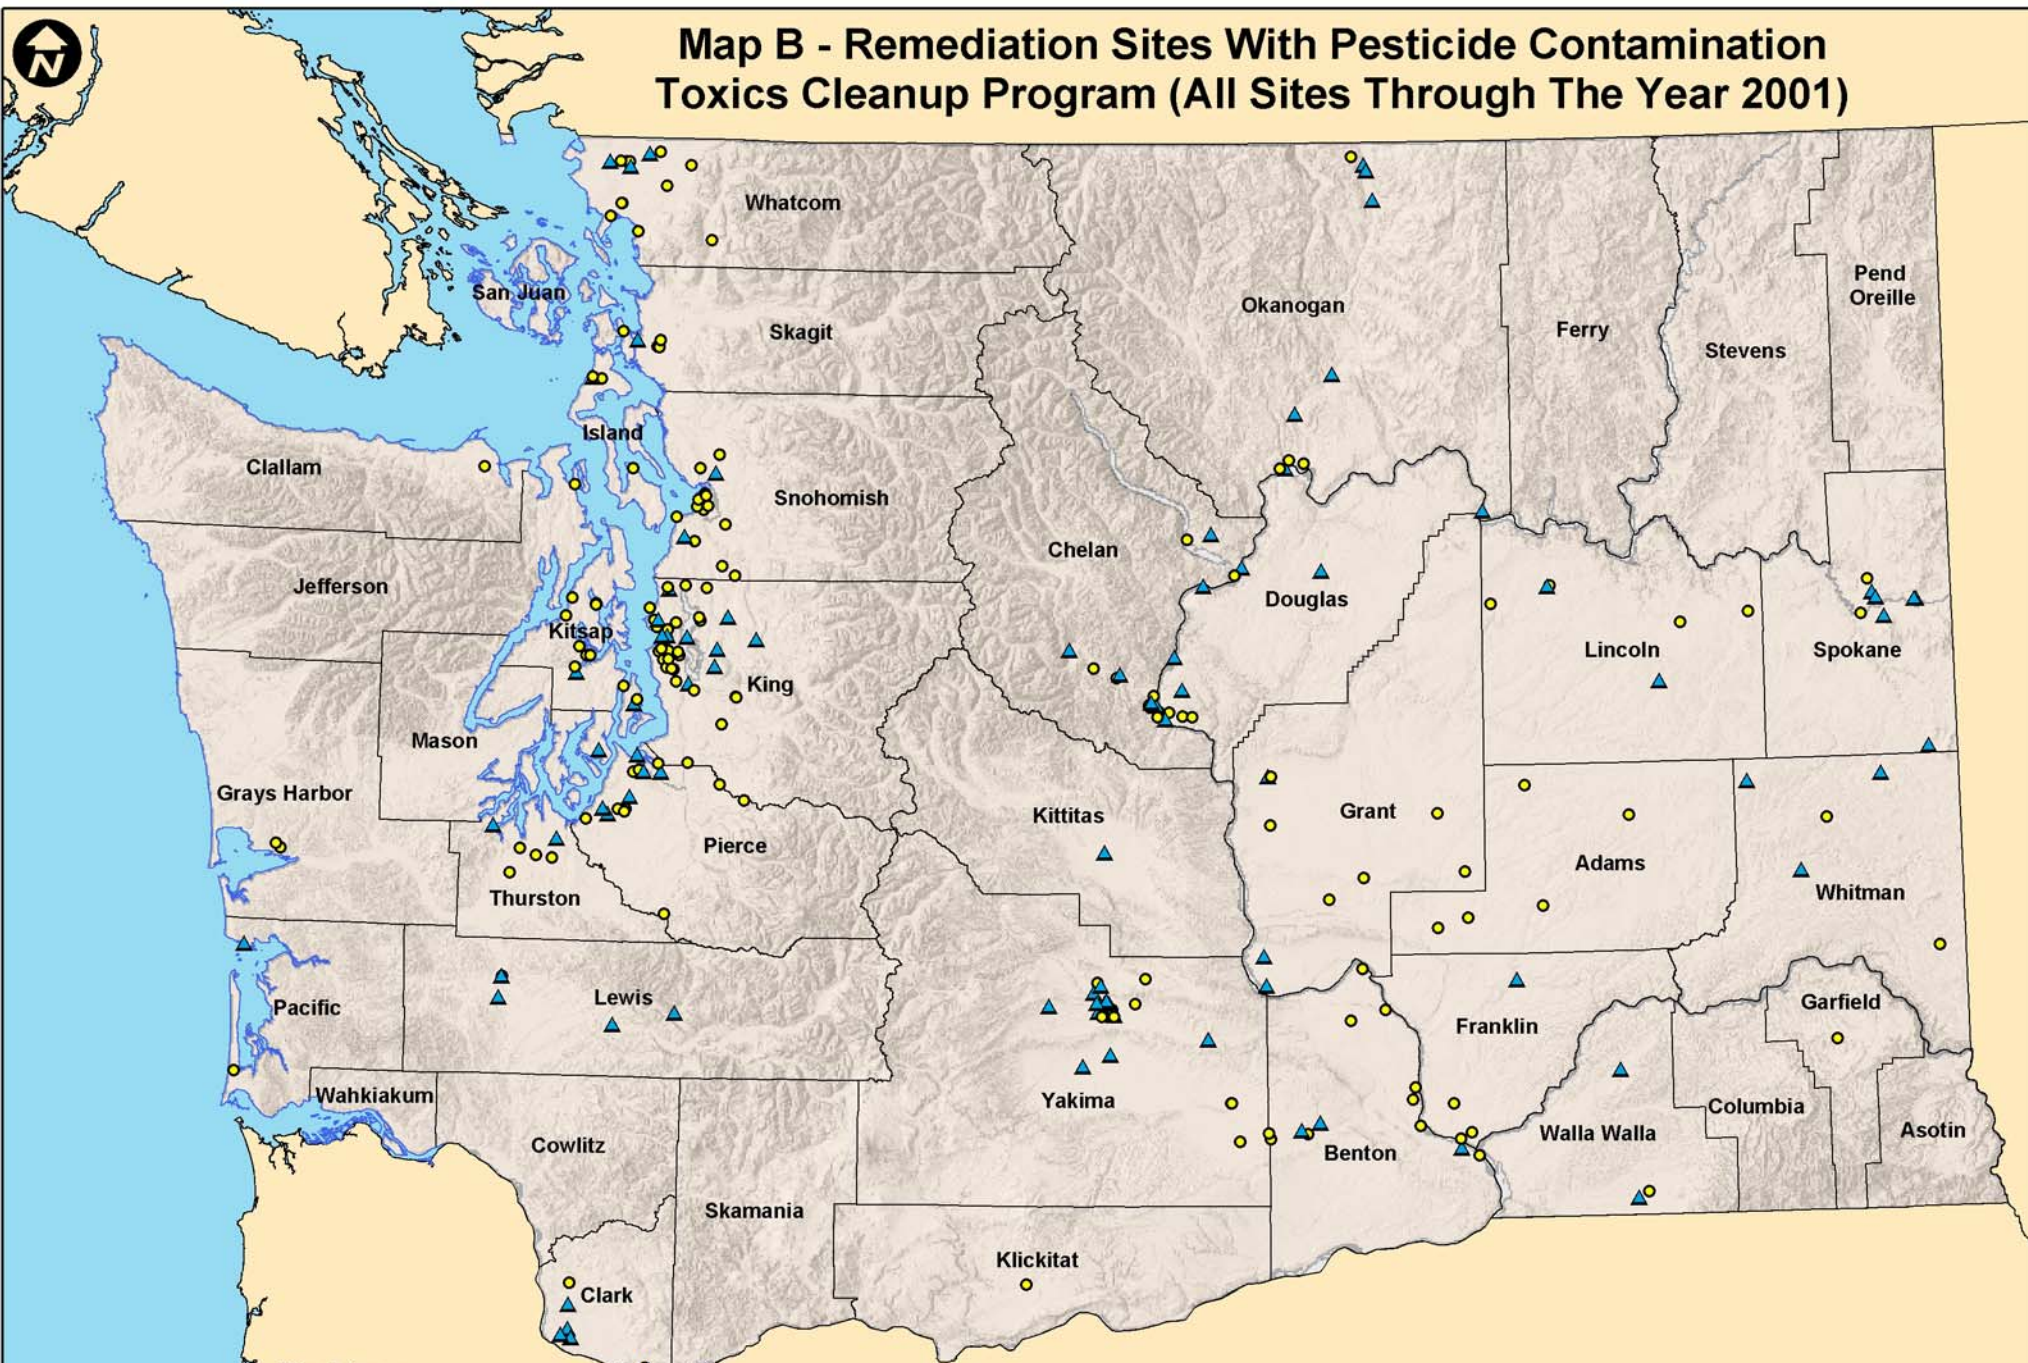 N
Map B - Remediation Sites With Pesticide Contamination
Toxics Cleanup Program (All Sites Through The Year 2001)
Whatcom
San Juan
Skagit
Okanogan
Ferry
Stevens
Pend
Oreille
Island
Clallam
Snohomish
Chelan
Douglas
Jefferson
Kitsap
King
Lincoln
Spokane
Mason
Grays Harbor
Kittitas
Grant
Pierce
Adams
Thurston
Whitman
Pacific
Lewis
Garfield
Franklin
Wahkiakum
Yakima
Columbia
Cowlitz
Benton
Walla Walla
Asotin
Skamania
Klickitat
Clark